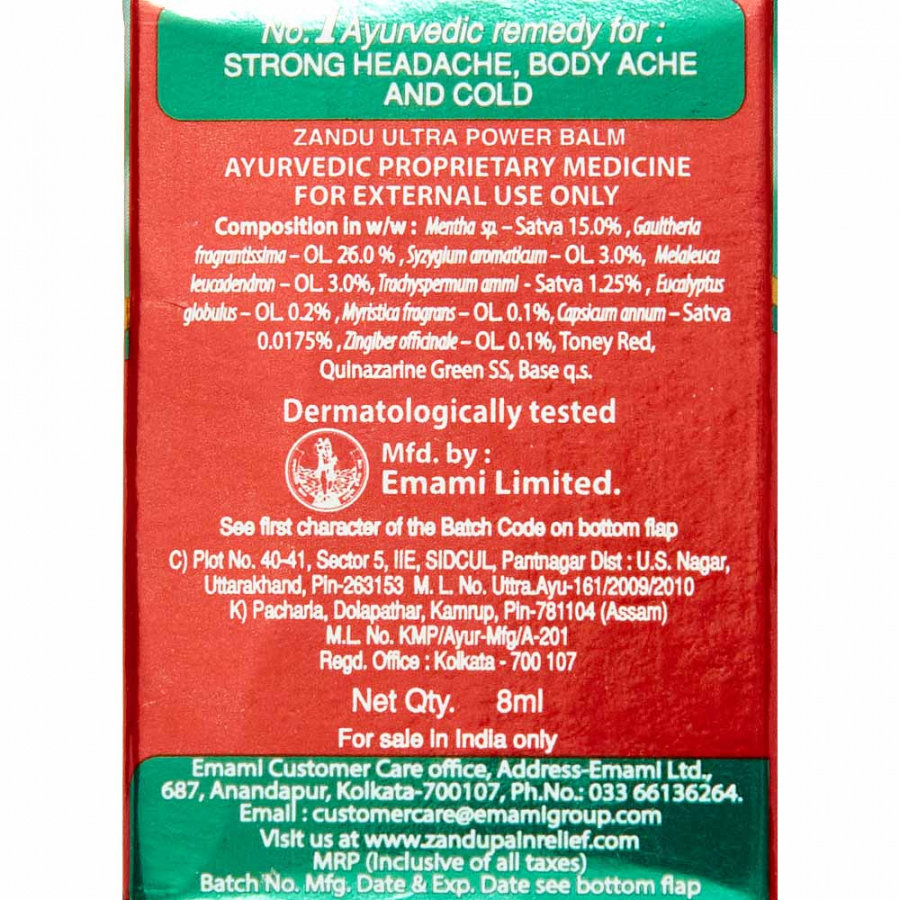 No.1 Ayurvedic remedy for :
STRONG HEADACHE, BODY ACHE
AND COLD
ZANDU ULTRA POWER BALM
AYURVEDIC PROPRIETARY MEDICINE
FOR EXTERNAL USE ONLY
Composition in w/w : Mentha sp. – Satva 15.0% , Gaultheria
fragrantissima – OL. 26.0 % , Syzygium aromaticum – OL. 3.0%, Melaleuca
leucodendron – OL. 3.0%, Trachyspermum ammi - Satva 1.25% , Eucalyptus
globulus – OL. 0.2% , Myristica fragrans – OL. 0.1%, Capsicum annum – Satva
0.0175% , Zingiber officinale – OL. 0.1%, Toney Red,
Quinazarine Green SS, Base q.s.
Dermatologically tested
Mfd. by :
Emami Limited.
See first character of the Batch Code on bottom flap
C) Plot No. 40-41, Sector 5, IIE, SIDCUL, Pantnagar Dist : U.S. Nagar,
Uttarakhand, Pin-263153 M. L. No. Uttra.Ayu-161/2009/2010
K) Pacharia, Dolapathar, Kamrup, Pin-781104 (Assam)
M.L. No. KMP/Ayur-Mfg/A-201
Regd. Office : Kolkata - 700 107
Net Qty. 8ml
For sale in India only
Emami Customer Care office, Address-Emami Ltd.,
687, Anandapur, Kolkata-700107, Ph.No.: 033 66136264.
Email : customercare@emamigroup.com
Visit us at www.zandupainrelief.com
MRP (Inclusive of all taxes)
Batch No. Mfg. Date & Exp. Date see bottom flap